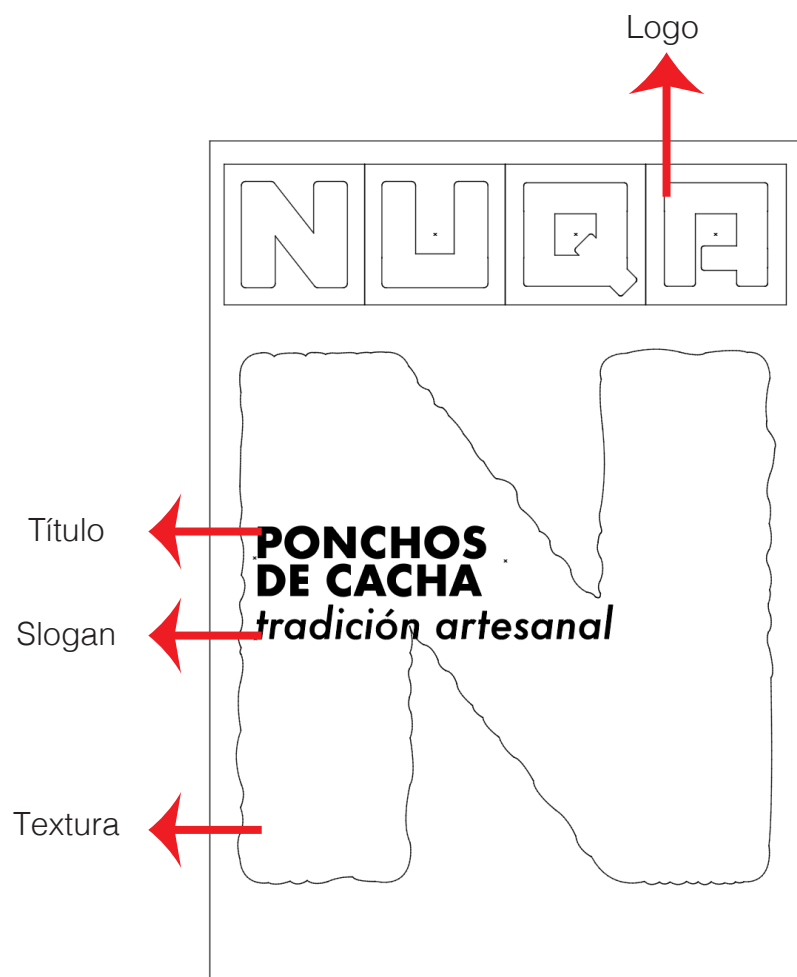 Logo
NUQA
Título
PONCHOS
DE CACHA
Slogan
tradición artesanal
Textura
N